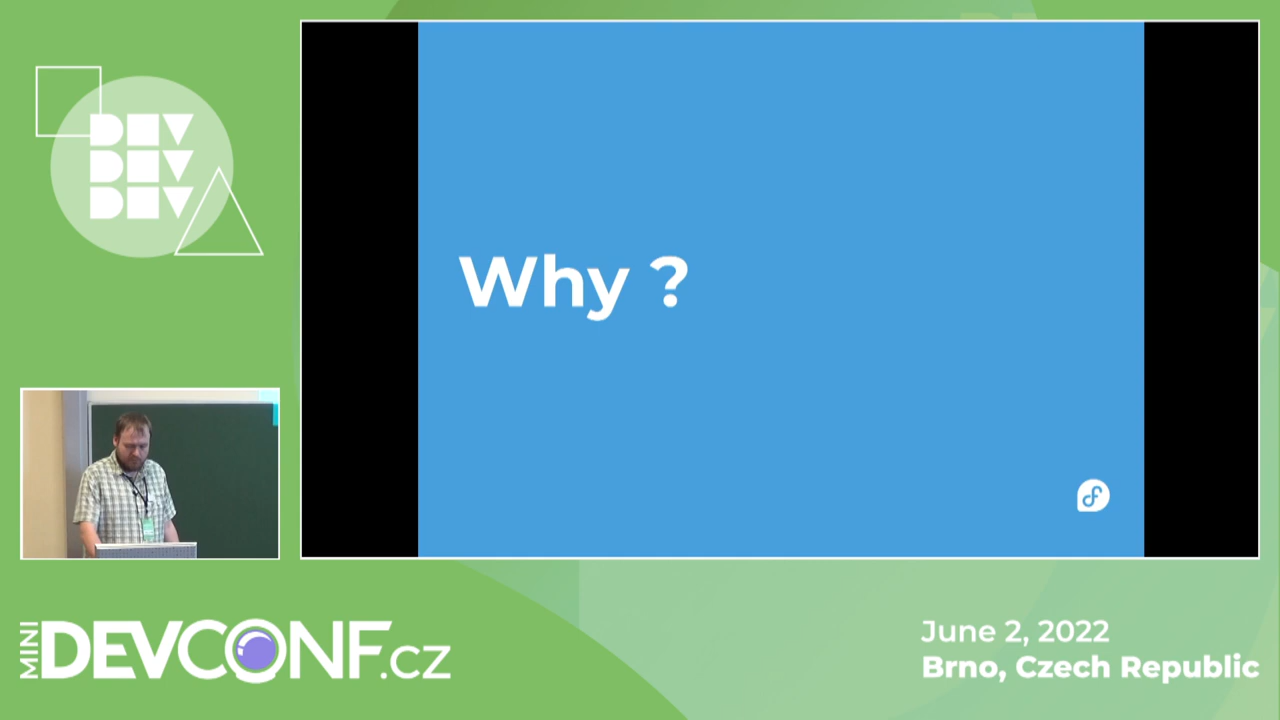 DEV
DEV
DEV
Why ?
MINI
DEVCONF.cz
June 2, 2022
Brno, Czech Republic